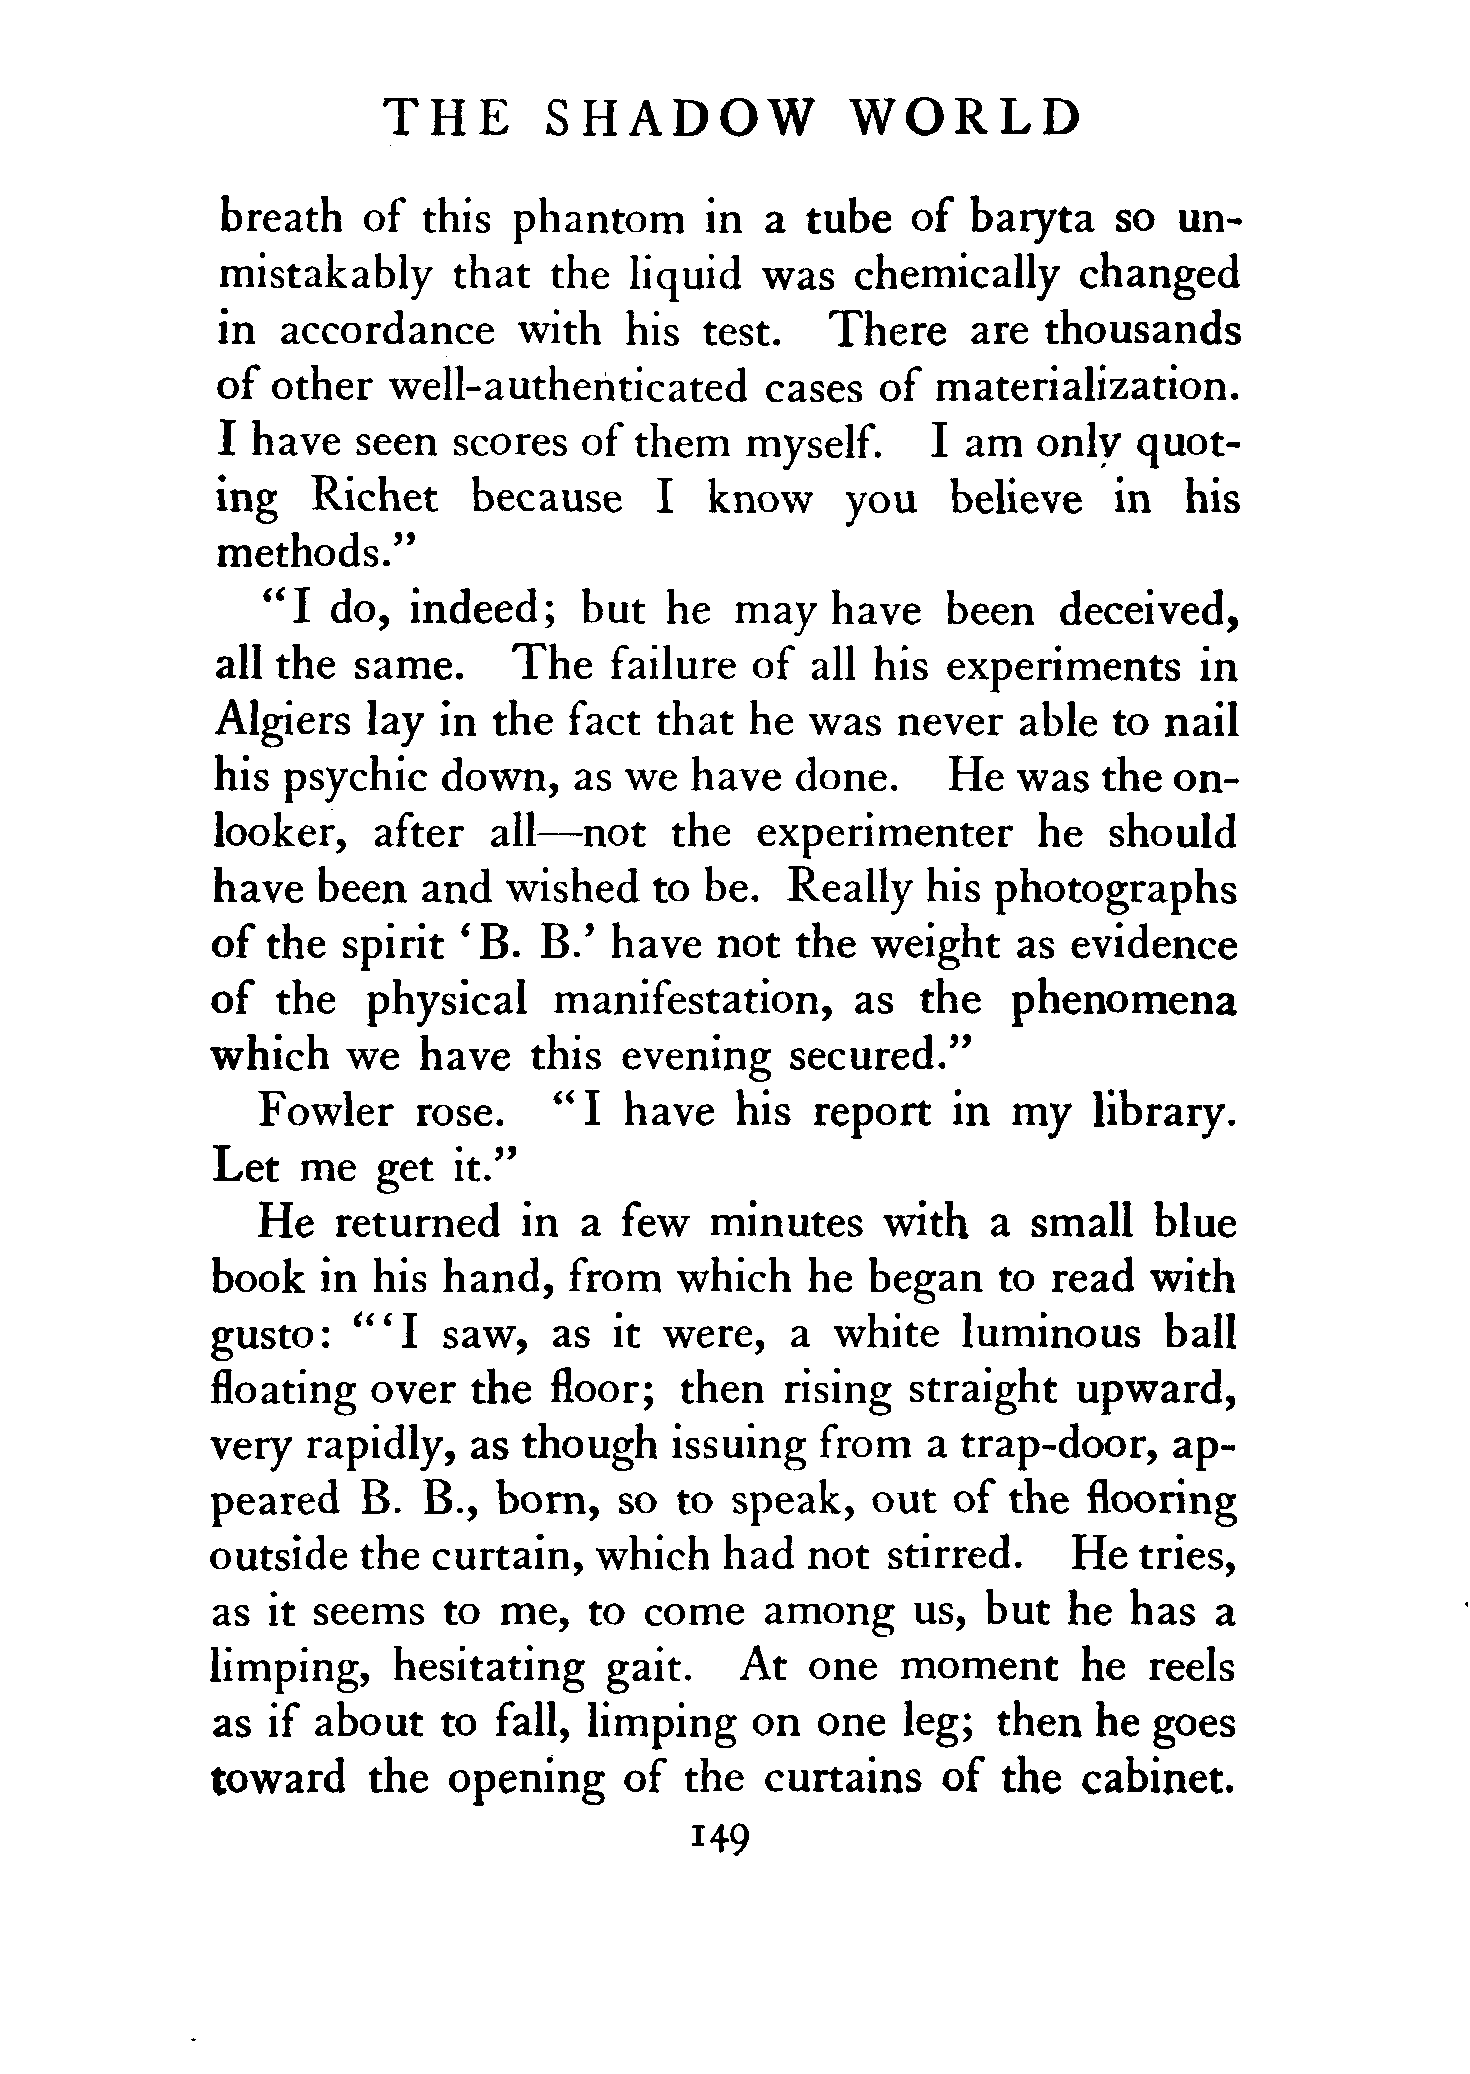 THE SHADOW WORLD
breath of this phantom in a tube of baryta so un-
mistakably that the liquid was chemically changed
in accordance with his test. There are thousands
of other well-authenticated cases of materialization.
I have seen scores of them myself. I am only quot-
ing Richet because I know you believe in his
methods.”
“I do, indeed; but he may have been deceived,
all the same. The failure of all his experiments in
Algiers lay in the fact that he was never able to nail
his psychic down, as we have done. He was the on-
looker, after all—not the experimenter he should
have been and wished to be. Really his photographs
of the spirit ‘B. B.’ have not the weight as evidence
of the physical manifestation, as the phenomena
which we have this evening secured.”
Fowler rose. “I have his report in my library.
Let me get it.”
He returned in a few minutes with a small blue
book in his hand, from which he began to read with
gusto: “‘I saw, as it were, a white luminous ball
floating over the floor; then rising straight upward,
very rapidly, as though issuing from a trap-door, ap-
peared B. B., born, so to speak, out of the flooring
outside the curtain, which had not stirred. He tries,
as it seems to me, to come among us, but he has a
limping, hesitating gait. At one moment he reels
as if about to fall, limping on one leg; then he goes
toward the opening of the curtains of the cabinet.
149